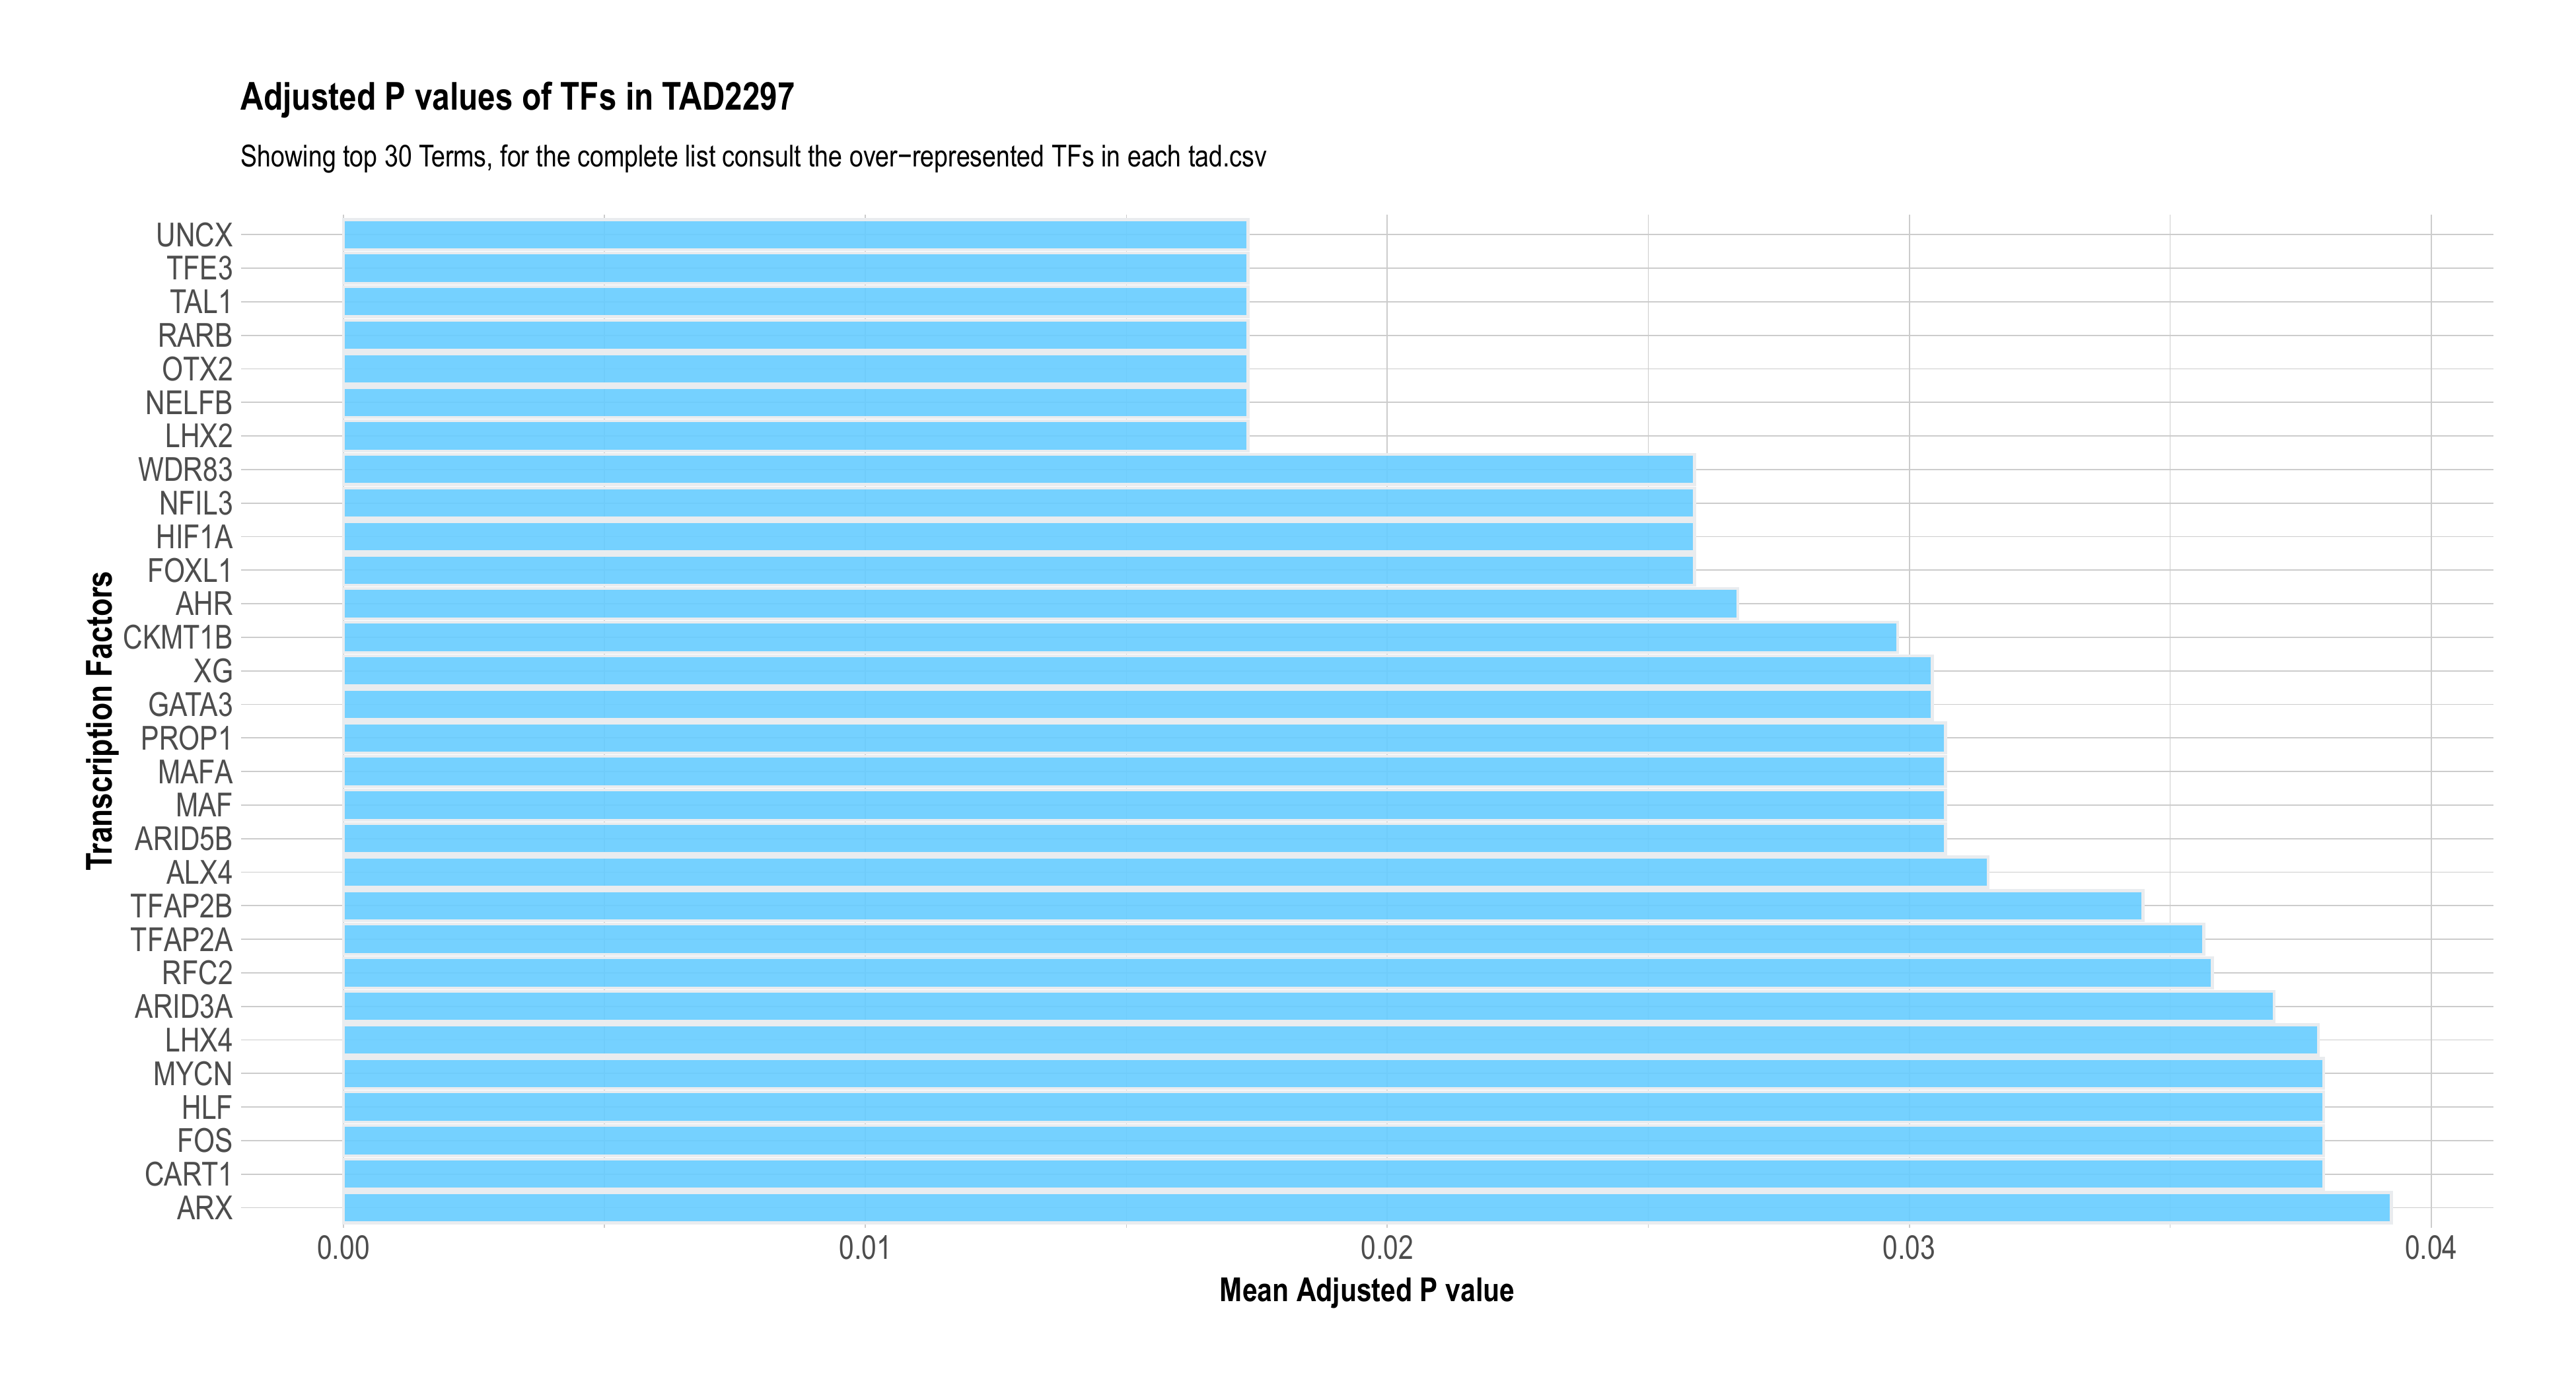 Adjusted P values of TFs in TAD2297
Showing top 30 Terms, for the complete list consult the over−represented TFs in each tad.csv
Transcription Factors
UNCX
TFE3
TAL1
RARB
OTX2
NELFB
LHX2
WDR83
NFIL3
HIF1A
FOXL1
AHR
CKMT1B
XG
GATA3
PROP1
MAFA
MAF
ARID5B
ALX4
TFAP2B
TFAP2A
RFC2
ARID3A
LHX4
MYCN
HLF
FOS
CART1
ARX
0.00 0.01 0.02 0.03 0.04
Mean Adjusted P value